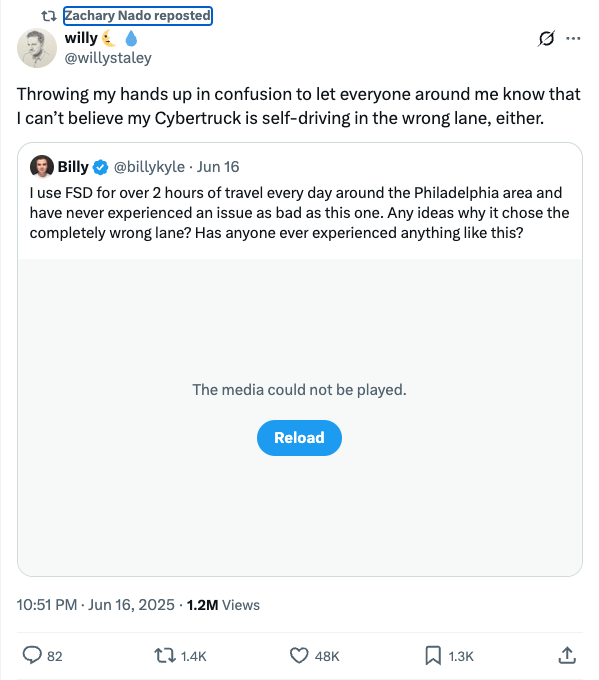 Zachary Nado reposted
willy
@willystaley
Throwing my hands up in confusion to let everyone around me know that
I can’t believe my Cybertruck is self-driving in the wrong lane, either.
Billy @billykyle · Jun 16
I use FSD for over 2 hours of travel every day around the Philadelphia area and
have never experienced an issue as bad as this one. Any ideas why it chose the
completely wrong lane? Has anyone ever experienced anything like this?
The media could not be played.
Reload
10:51 PM · Jun 16, 2025 · 1.2M Views
82 1.4K 48K 1.3K